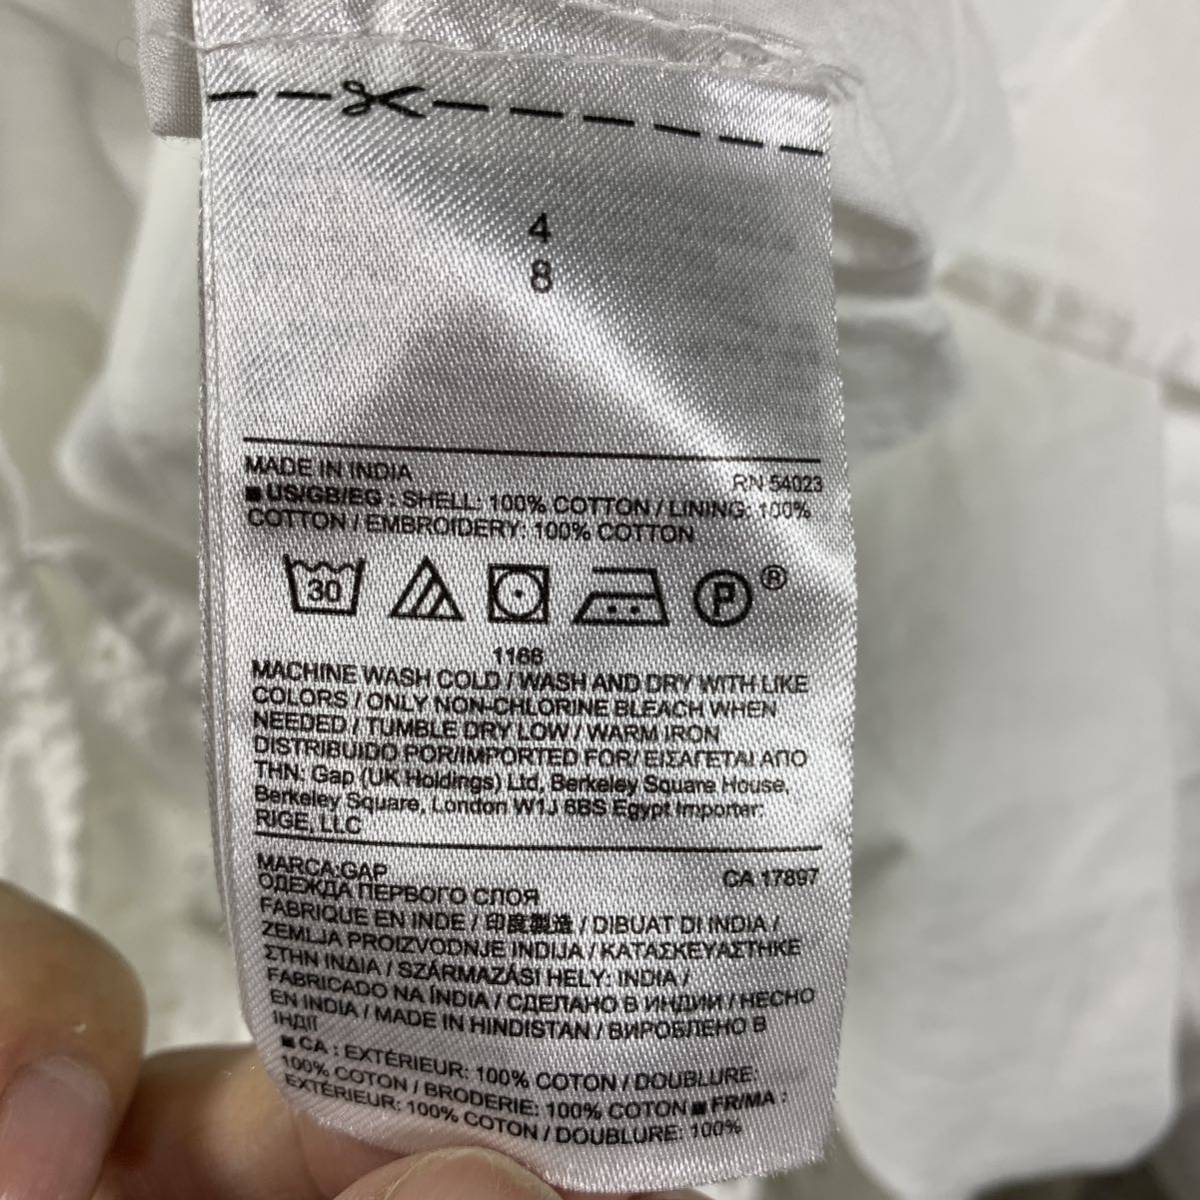 4
8
MADE IN INDIA
RN 54023
■ US/GB/EG : SHELL: 100% COTTON / LINING: 100%
COTTON / EMBROIDERY: 100% COTTON
30
P ®
1166
MACHINE WASH COLD / WASH AND DRY WITH LIKE
COLORS / ONLY NON-CHLORINE BLEACH WHEN
NEEDED / TUMBLE DRY LOW / WARM IRON
DISTRIBUIDO POR/IMPORTED FOR/ ΕΙΣΑΓΕΤΑΙ ΑΠΟ
ΤΗΝ: Gap (UK Holdings) Ltd, Berkeley Square House,
Berkeley Square, London W1J 6BS Egypt Importer:
RIGE, LLC
MARCA:GAP
CA 17897
ОДЕЖДА ПЕРВОГО СЛОЯ
FABRIQUE EN INDE / 印度製造 / DIBUAT DI INDIA /
ZEMLJA PROIZVODNJE INDIJA / ΚΑΤΑΣΚΕΥΑΣΤΗΚΕ
ΣΤΗΝ ΙΝΔΙΑ / SZÁRMAZÁSI HELY: INDIA /
FABRICADO NA ÍNDIA / СДЕЛАНО В ИНДИИ / HECHO
EN INDIA / MADE IN HINDISTAN / ВИРОБЛЕНО В
ІНДІЇ
■ CA : EXTÉRIEUR: 100% COTON / DOUBLURE:
100% COTON / BRODERIE: 100% COTON ■ FR/MA :
EXTÉRIEUR: 100% COTON / DOUBLURE: 100%